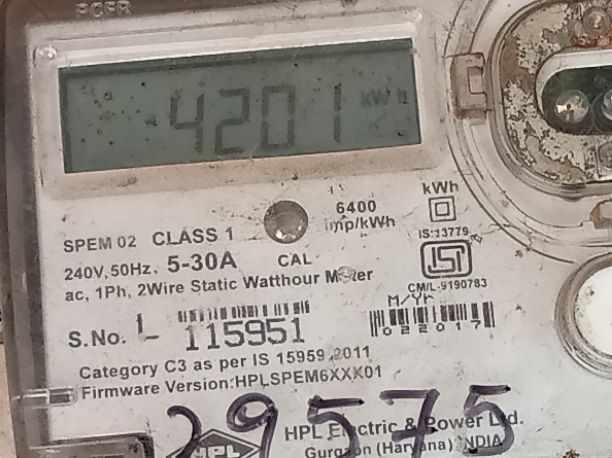 4201 kWh
6400
imp/kWh
kWh
SPEM 02 CLASS 1
CAL
IS:13779
240V, 50Hz, 5-30A
ac, 1Ph, 2Wire Static Watthour Meter
CM/L-9190783
M/Yr
022017
S.No. L 115951
Category C3 as per IS 15959 2011
Firmware Version:HPLSPEM6XXX01
29575
HPL
HPL Electric & Power Ltd.
Gurgaon (Haryana) INDIA